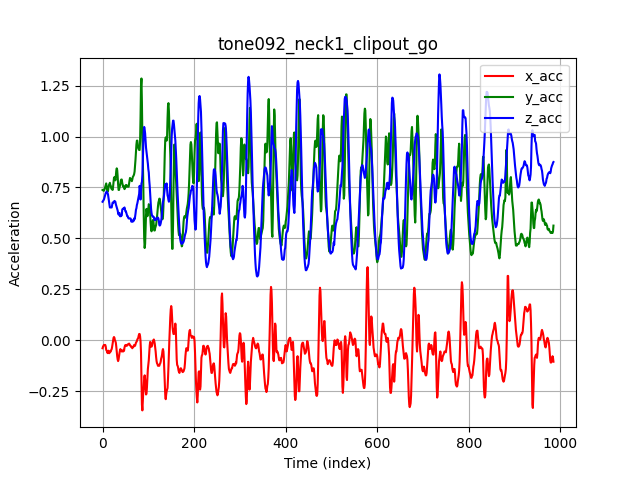 tone092_neck1_clipout_go
x_acc
y_acc
z_acc
1.25
1.00
0.75
0.50
0.25
0.00
−0.25
Acceleration
0 200 400 600 800 1000
Time (index)